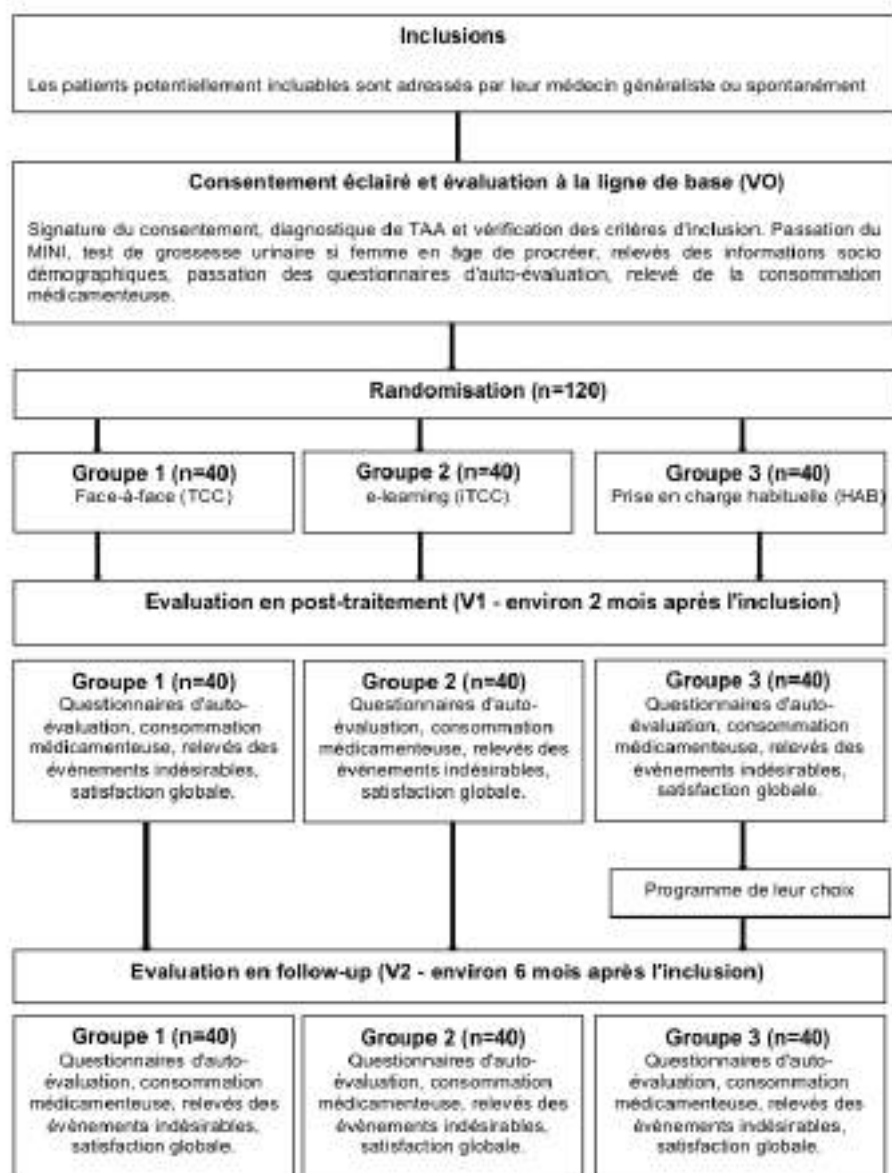 Inclusions
Les patients potentiellement incluables sont adressés par leur médecin généraliste ou spontanément
Consentement éclairé et évaluation à la ligne de base (VO)
Signature du consentement, diagnostique de TAA et vérification des critères d'inclusion. Passation du
MINI, test de grossesse urinaire si femme en âge de procréer, relevés des informations socio
démographiques, passation des questionnaires d'auto-évaluation, relevé de la consommation
médicamenteuse.
Randomisation (n=120)
Groupe 1 (n=40)
Face-à-face (TCC)
Groupe 2 (n=40)
e-learning (iTCC)
Groupe 3 (n=40)
Prise en charge habituelle (HAB)
Evaluation en post-traitement (V1 - environ 2 mois après l'inclusion)
Groupe 1 (n=40)
Questionnaires d'auto-
évaluation, consommation
médicamenteuse, relevés des
évènements indésirables,
satisfaction globale.
Groupe 2 (n=40)
Questionnaires d'auto-
évaluation, consommation
médicamenteuse, relevés des
évènements indésirables,
satisfaction globale.
Groupe 3 (n=40)
Questionnaires d'auto-
évaluation, consommation
médicamenteuse, relevés des
évènements indésirables,
satisfaction globale.
Programme de leur choix
Evaluation en follow-up (V2 - environ 6 mois après l'inclusion)
Groupe 1 (n=40)
Questionnaires d'auto-
évaluation, consommation
médicamenteuse, relevés des
évènements indésirables,
satisfaction globale.
Groupe 2 (n=40)
Questionnaires d'auto-
évaluation, consommation
médicamenteuse, relevés des
évènements indésirables,
satisfaction globale.
Groupe 3 (n=40)
Questionnaires d'auto-
évaluation, consommation
médicamenteuse, relevés des
évènements indésirables,
satisfaction globale.